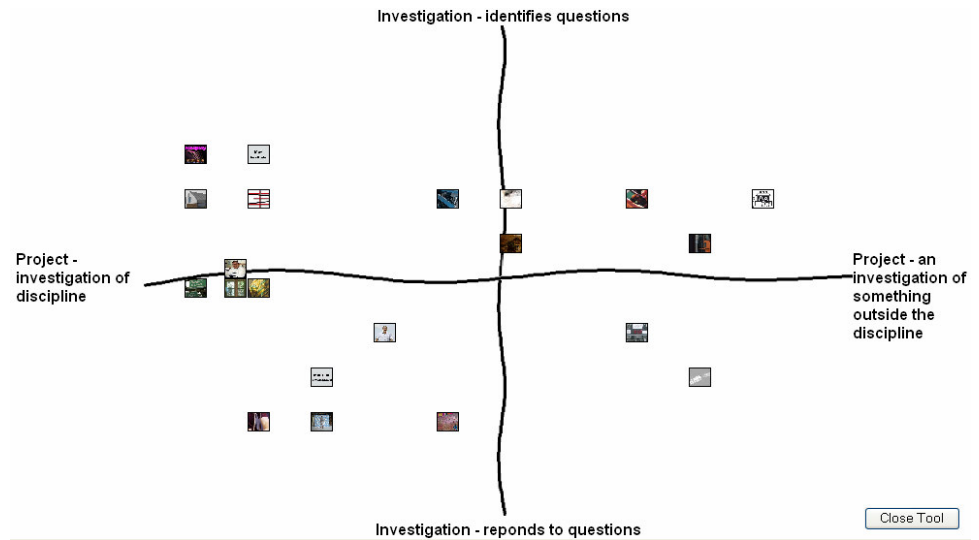 Investigation - identifies questions
Project -
investigation of
discipline
Project - an
investigation of
something
outside the
discipline
Investigation - reponds to questions
Close Tool